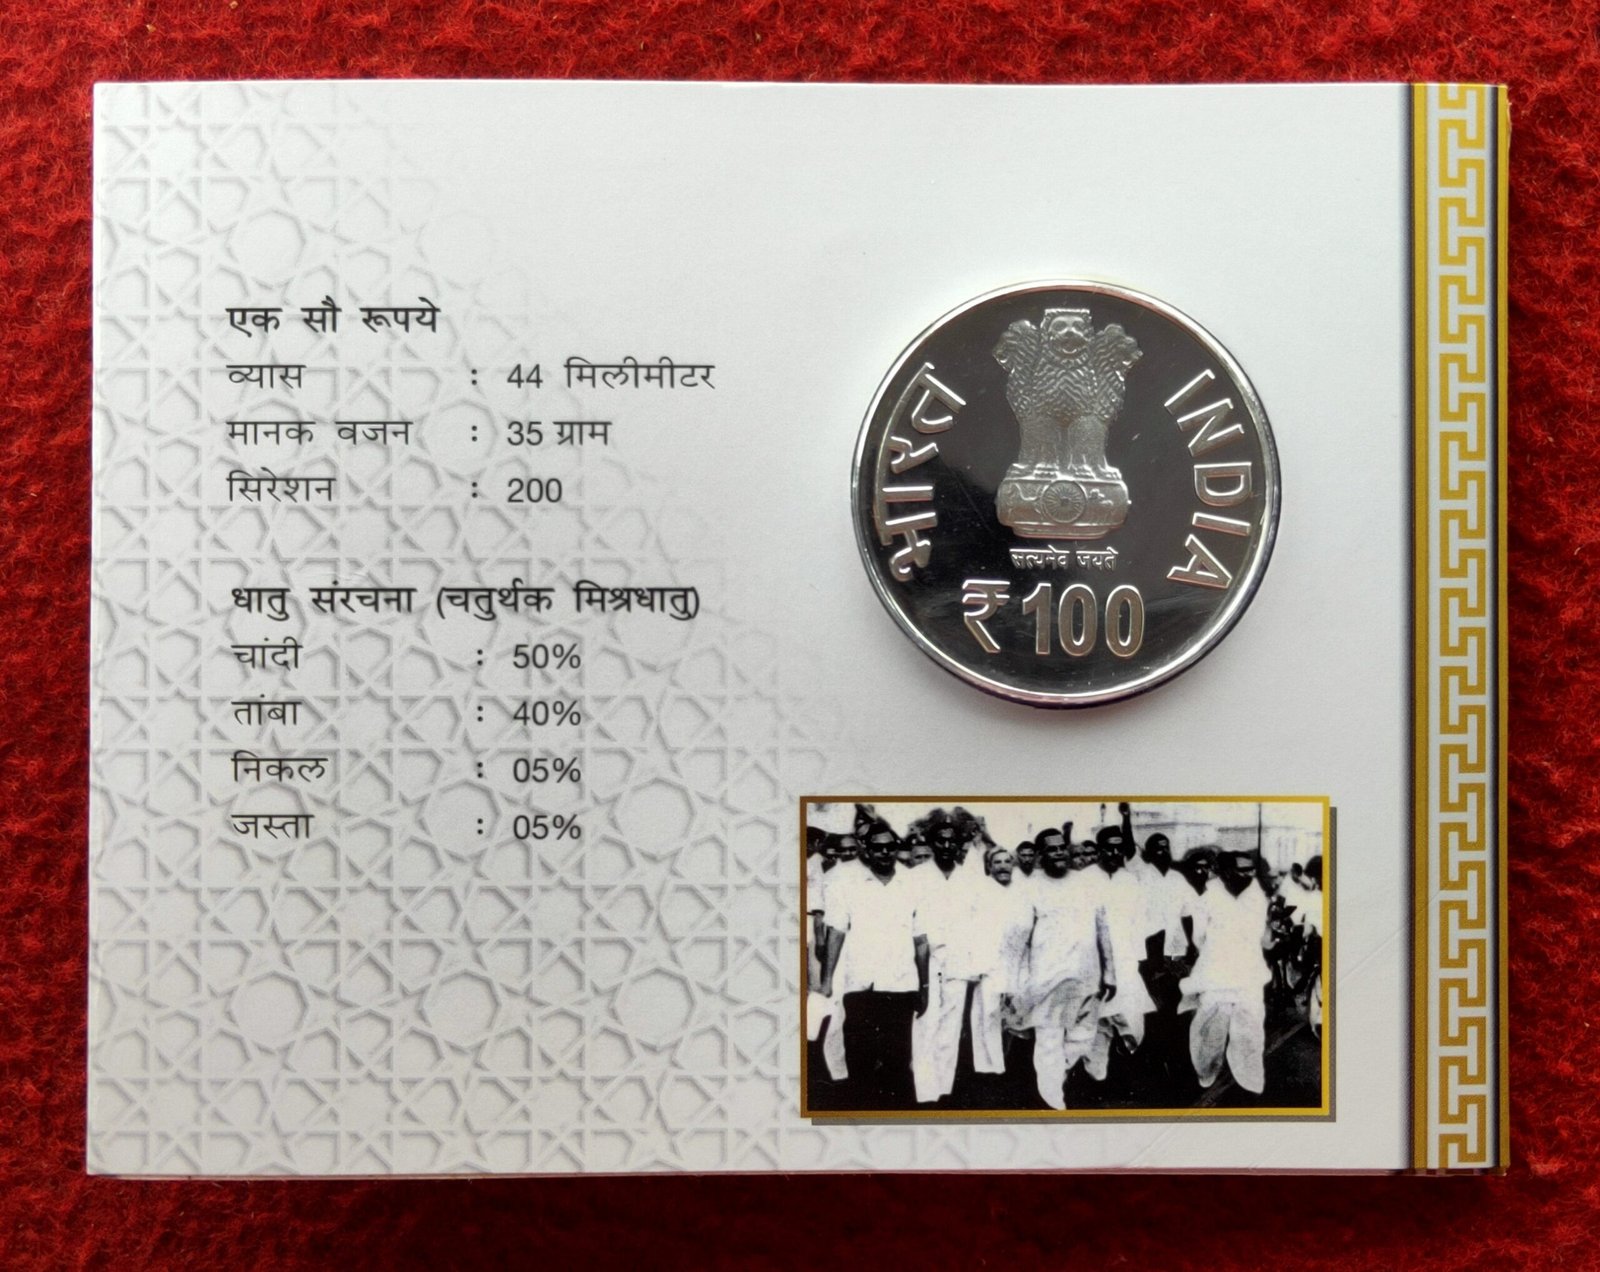 एक सौ रूपये
व्यास : 44 मिलीमीटर
मानक वजन : 35 ग्राम
सिरेशन : 200
धातु संरचना (चतुर्थक मिश्रधातु)
चांदी : 50%
तांबा : 40%
निकल : 05%
जस्ता : 05%
भारत
INDIA
सत्यमेव जयते
₹ 100